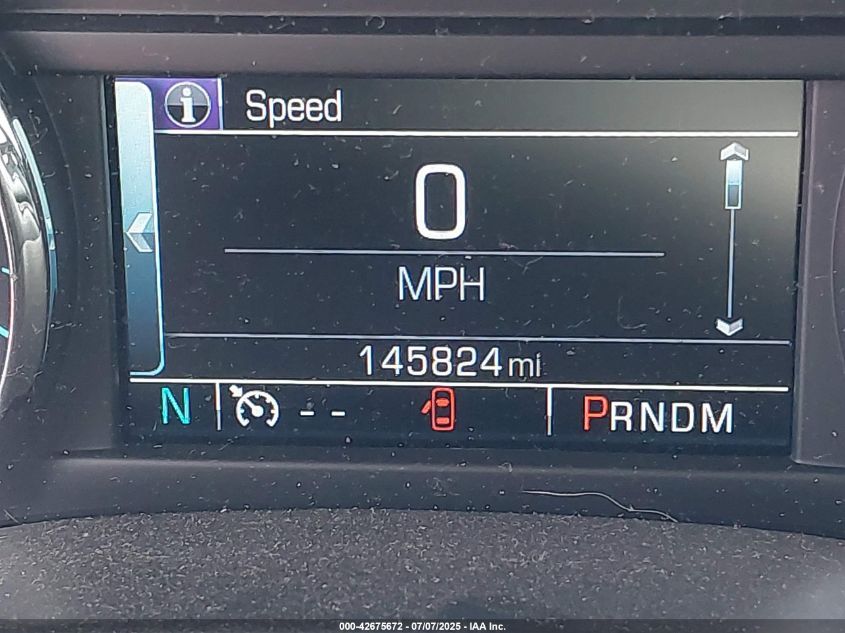 i Speed
0
MPH
145824 mi
N -- PRNDM
000-42675672 - 07/07/2025 - IAA Inc.